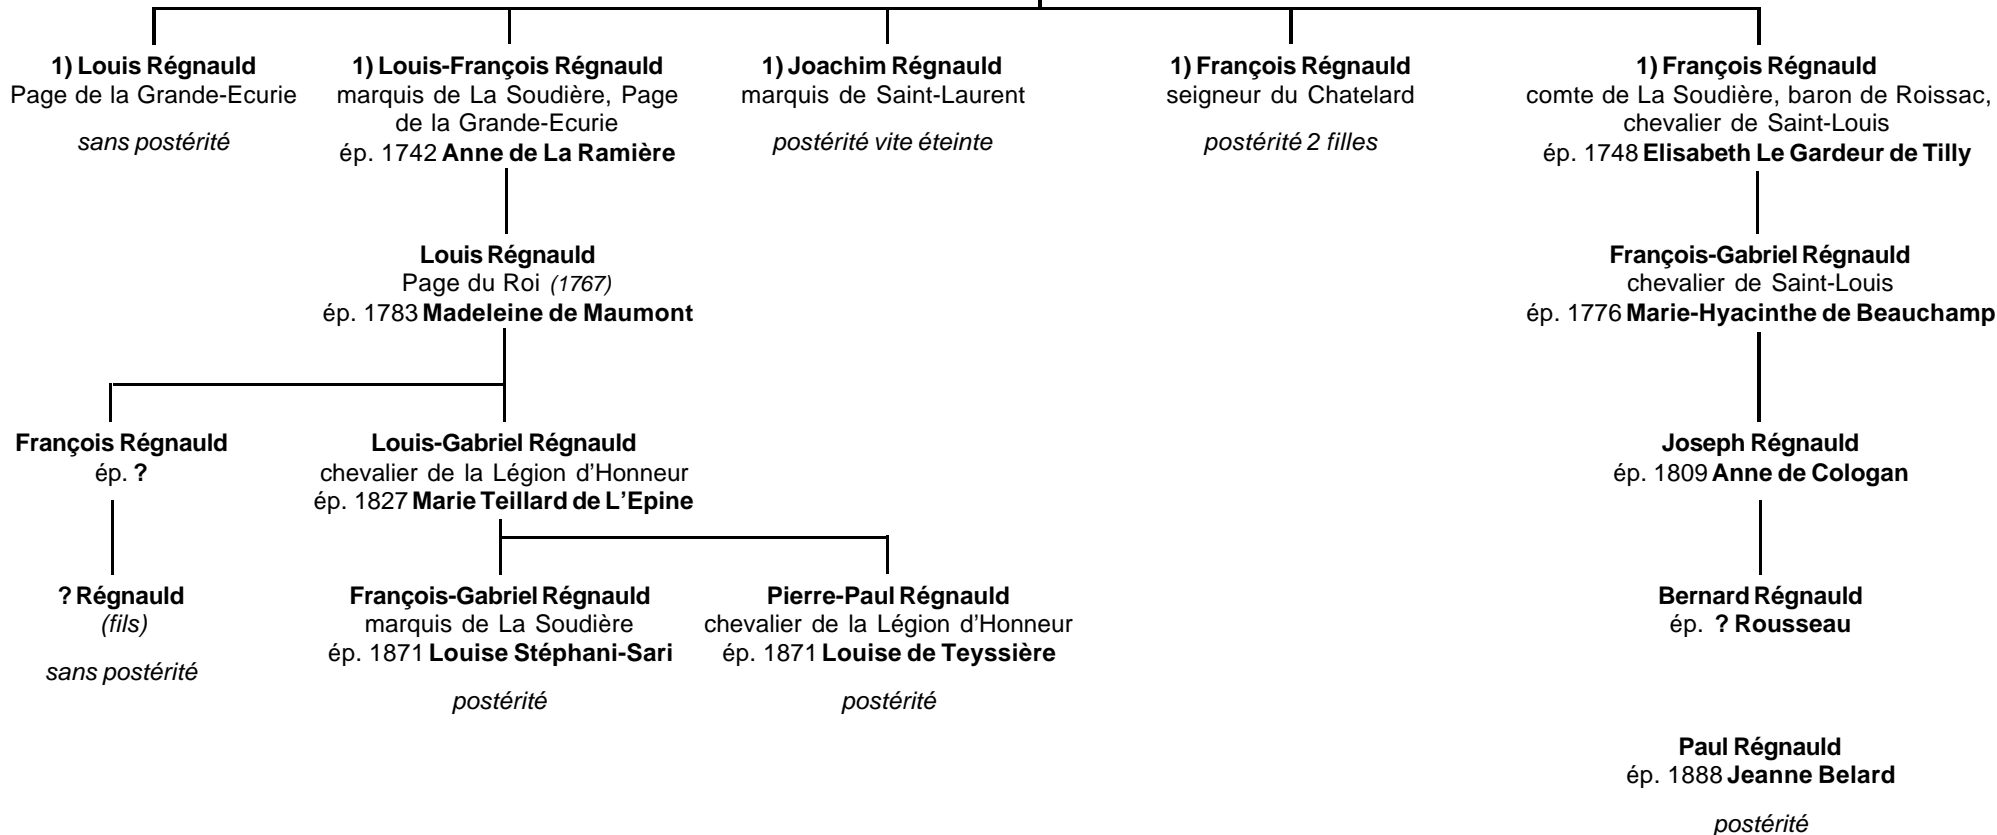 1) Louis Régnauld
Page de la Grande-Ecurie
sans postérité
1) Louis-François Régnauld
marquis de La Soudière, Page
de la Grande-Ecurie
ép. 1742 Anne de La Ramière
1) Joachim Régnauld
marquis de Saint-Laurent
postérité vite éteinte
1) François Régnauld
seigneur du Chatelard
postérité 2 filles
1) François Régnauld
comte de La Soudière, baron de Roissac,
chevalier de Saint-Louis
ép. 1748 Elisabeth Le Gardeur de Tilly
Louis Régnauld
Page du Roi (1767)
ép. 1783 Madeleine de Maumont
François-Gabriel Régnauld
chevalier de Saint-Louis
ép. 1776 Marie-Hyacinthe de Beauchamp
François Régnauld
ép. ?
Louis-Gabriel Régnauld
chevalier de la Légion d'Honneur
ép. 1827 Marie Teillard de L'Epine
Joseph Régnauld
ép. 1809 Anne de Cologan
? Régnauld
(fils)
sans postérité
François-Gabriel Régnauld
marquis de La Soudière
ép. 1871 Louise Stéphani-Sari
postérité
Pierre-Paul Régnauld
chevalier de la Légion d'Honneur
ép. 1871 Louise de Teyssière
postérité
Bernard Régnauld
ép. ? Rousseau
Paul Régnauld
ép. 1888 Jeanne Belard
postérité